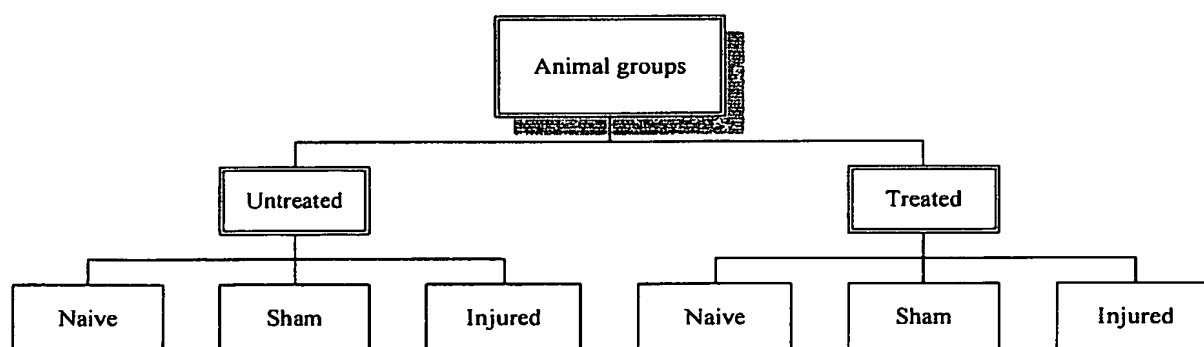 Animal groups
Untreated
Treated
Naive
Sham
Injured
Naive
Sham
Injured